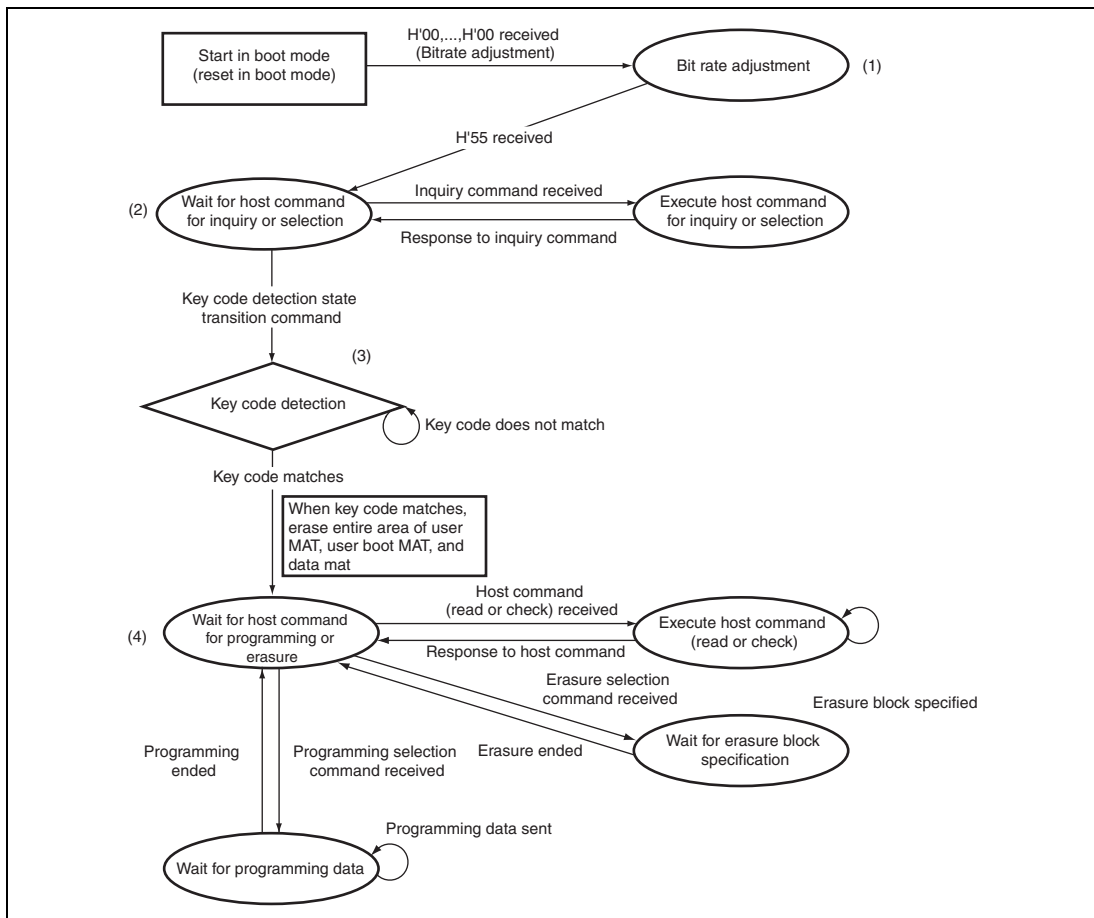 H'00,...,H'00 received
(Bitrate adjustment)
Start in boot mode
(reset in boot mode)
Bit rate adjustment
(1)
H'55 received
(2)
Wait for host command
for inquiry or selection
Inquiry command received
Execute host command
for inquiry or selection
Response to inquiry command
Key code detection state
transition command
(3)
Key code detection
Key code does not match
Key code matches
When key code matches,
erase entire area of user
MAT, user boot MAT, and
data mat
Host command
(read or check) received
(4)
Wait for host command
for programming or
erasure
Execute host command
(read or check)
Response to host command
Erasure selection
command received
Erasure block specified
Programming
ended
Programming selection
command received
Erasure ended
Wait for erasure block
specification
Programming data sent
Wait for programming data